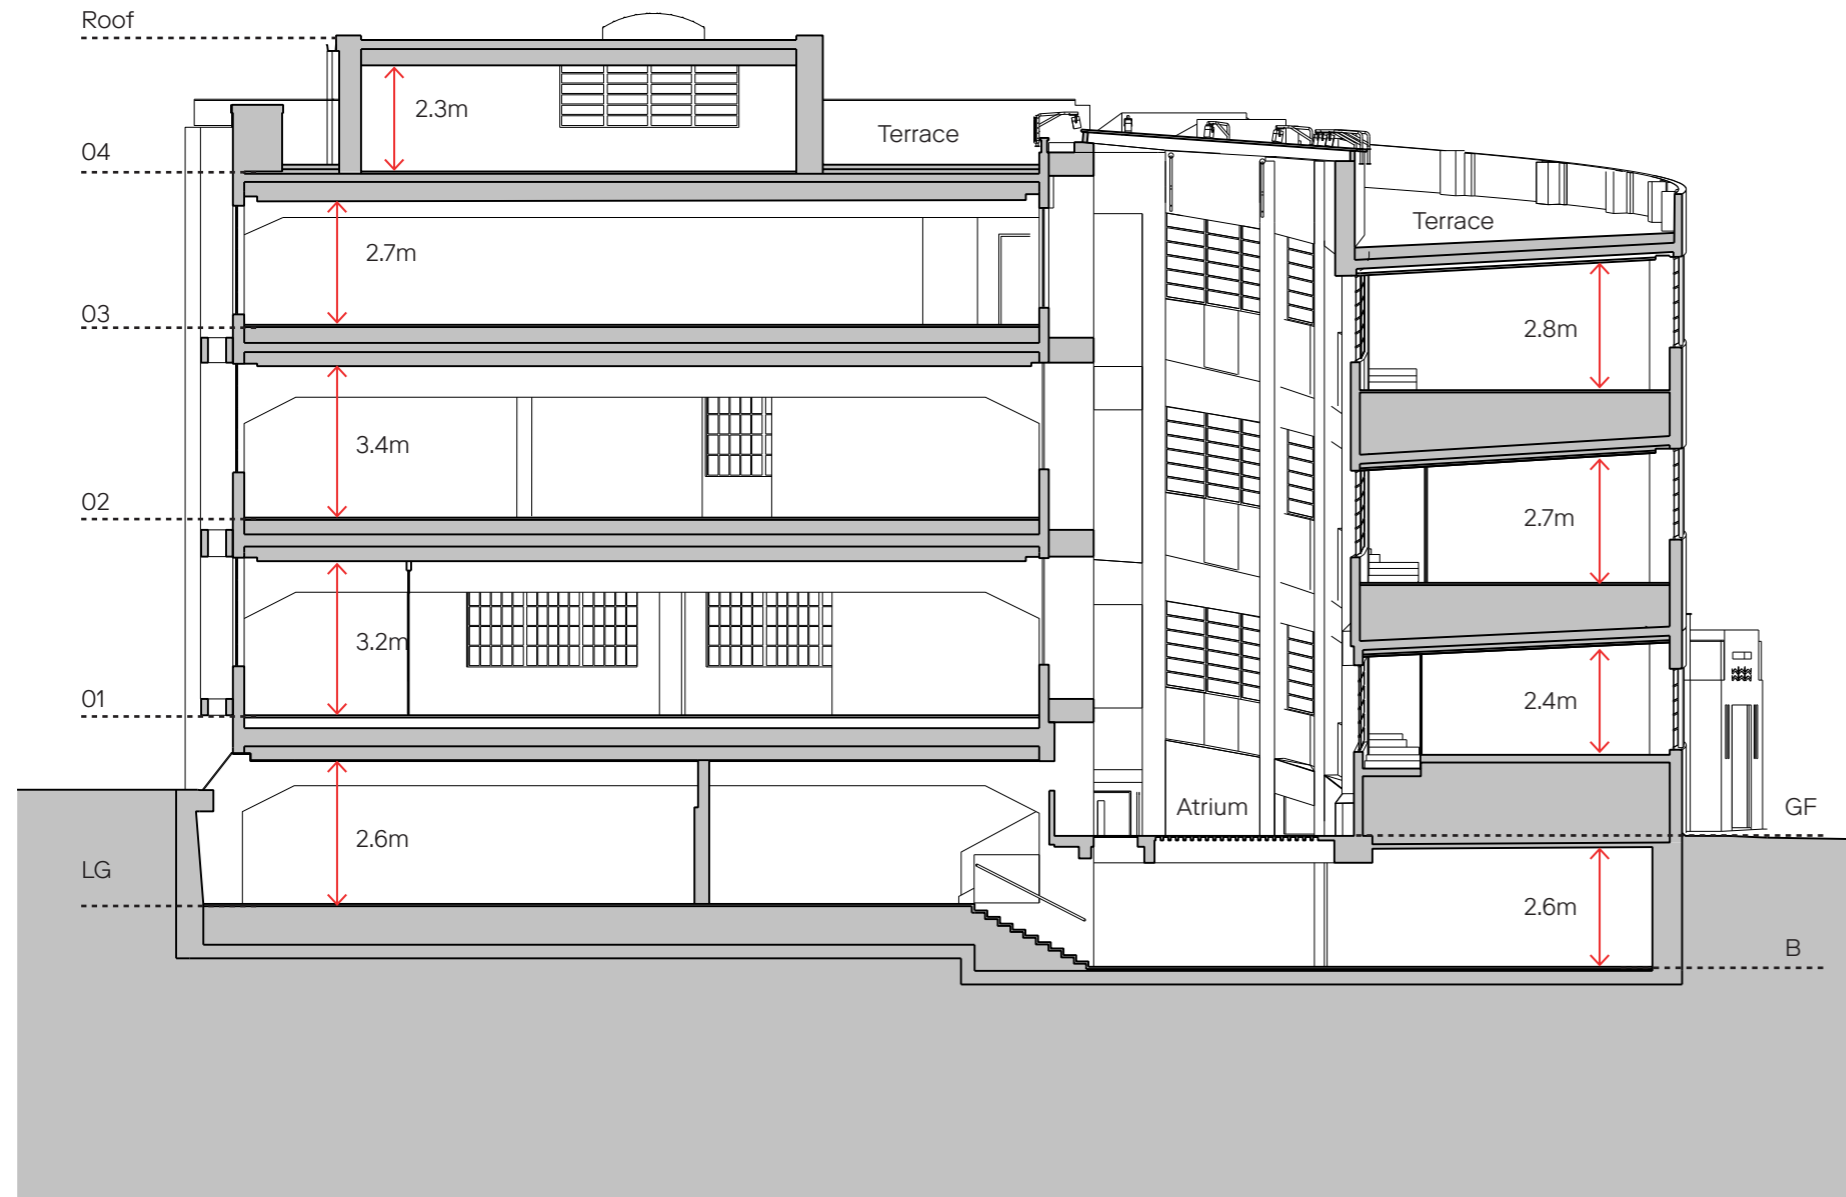 Roof
2.3m
Terrace
04
Terrace
2.7m
03
2.8m
3.4m
02
2.7m
3.2m
01
2.4m
Atrium
GF
2.6m
LG
2.6m
B